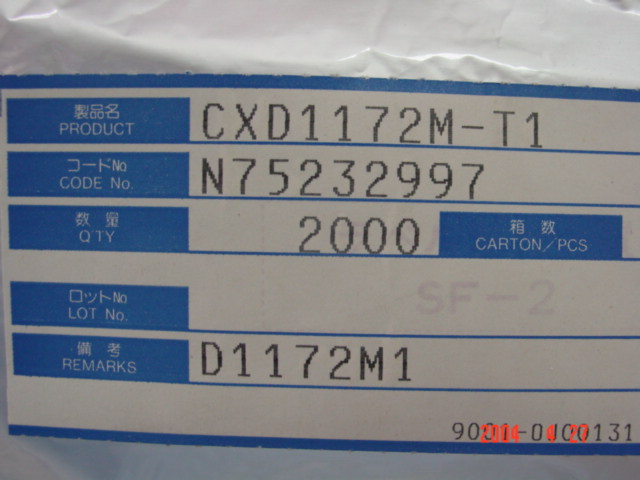 製品名
PRODUCT
CXD1172M-T1
コードNo
CODE No.
N75232997
数量
QTY
2000
箱数
CARTON/PCS
ロットNo
LOT No.
SF-2
備考
REMARKS
D1172M1